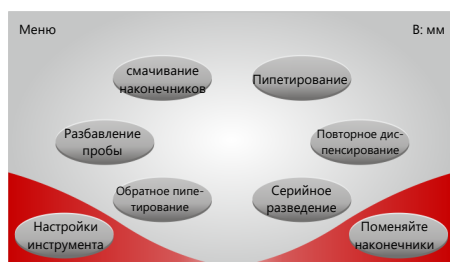 Меню
В: мм
смачивание
наконечников
Пипетирование
Разбавление
пробы
Повторное дис-
пенсирование
Обратное пипе-
тирование
Серийное
разведение
Настройки
инструмента
Поменяйте
наконечники